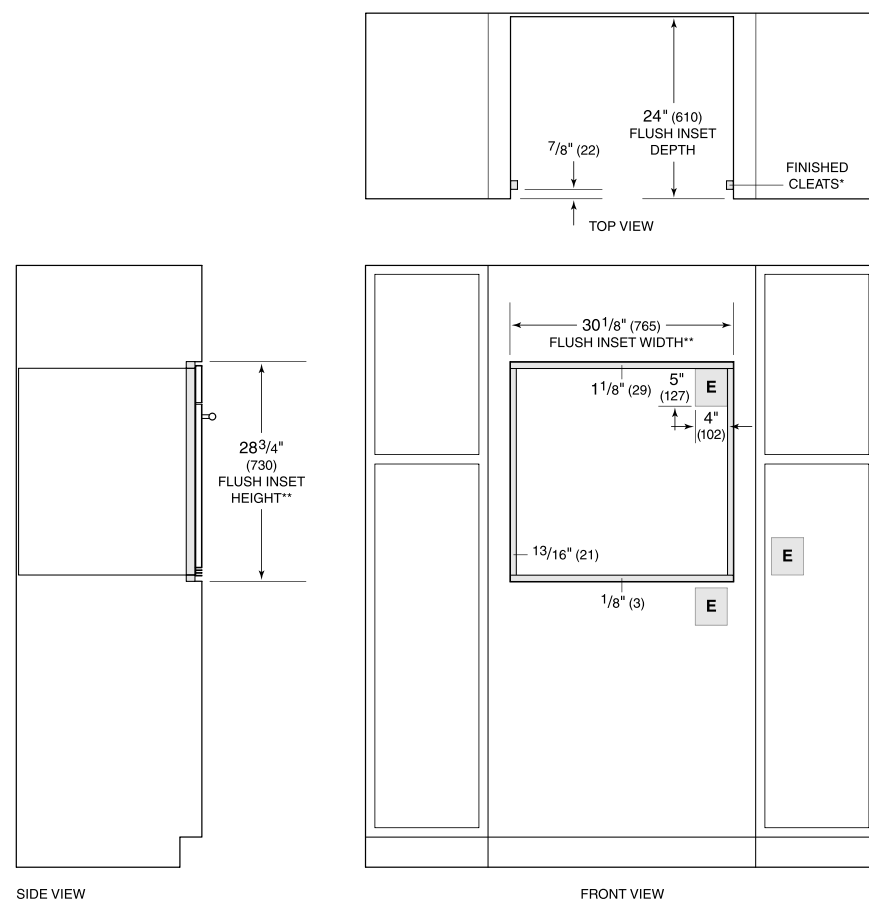 24" (610)
FLUSH INSET
DEPTH
7/8" (22)
FINISHED
CLEATS*
TOP VIEW
30 1/8" (765)
FLUSH INSET WIDTH**
1 1/8" (29)
5"
(127)
E
4"
(102)
28 3/4"
(730)
FLUSH INSET
HEIGHT**
13/16" (21)
E
1/8" (3)
E
SIDE VIEW
FRONT VIEW